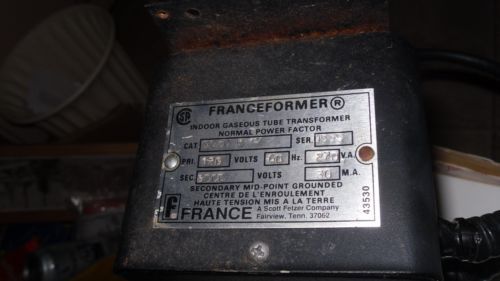 FRANCEFORMER®
INDOOR GASEOUS TUBE TRANSFORMER
NORMAL POWER FACTOR
CAT. SER.
PRI. VOLTS 60 Hz. V.A.
SEC. VOLTS 30 M.A.
SECONDARY MID-POINT GROUNDED
CENTRE DE L'ENROULEMENT
HAUTE TENSION MIS A LA TERRE
FRANCE A Scott Fetzer Company
Fairview, Tenn. 37062
43530